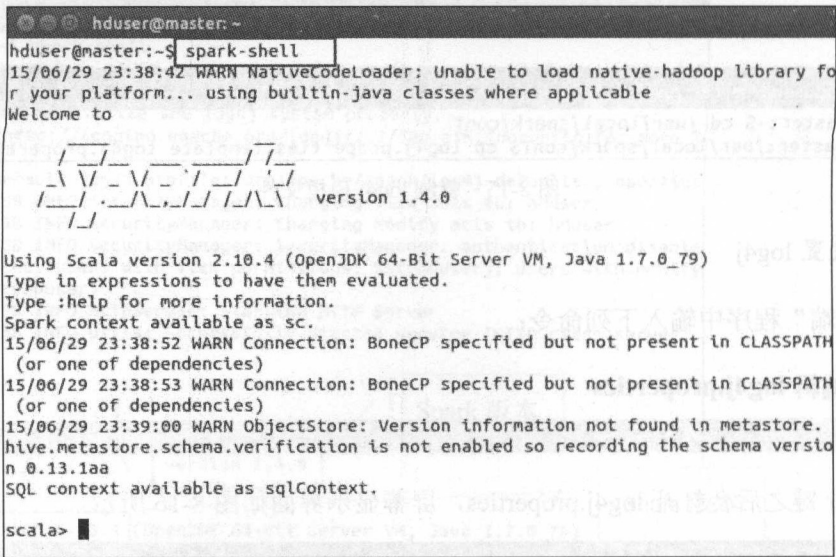 hduser@master: ~
hduser@master:~$ spark-shell
15/06/29 23:38:42 WARN NativeCodeLoader: Unable to load native-hadoop library fo
r your platform... using builtin-java classes where applicable
Welcome to
Spark version 1.4.0
Using Scala version 2.10.4 (OpenJDK 64-Bit Server VM, Java 1.7.0_79)
Type in expressions to have them evaluated.
Type :help for more information.
Spark context available as sc.
15/06/29 23:38:52 WARN Connection: BoneCP specified but not present in CLASSPATH
(or one of dependencies)
15/06/29 23:38:53 WARN Connection: BoneCP specified but not present in CLASSPATH
(or one of dependencies)
15/06/29 23:39:00 WARN ObjectStore: Version information not found in metastore.
hive.metastore.schema.verification is not enabled so recording the schema versio
n 0.13.1aa
SQL context available as sqlContext.
scala>